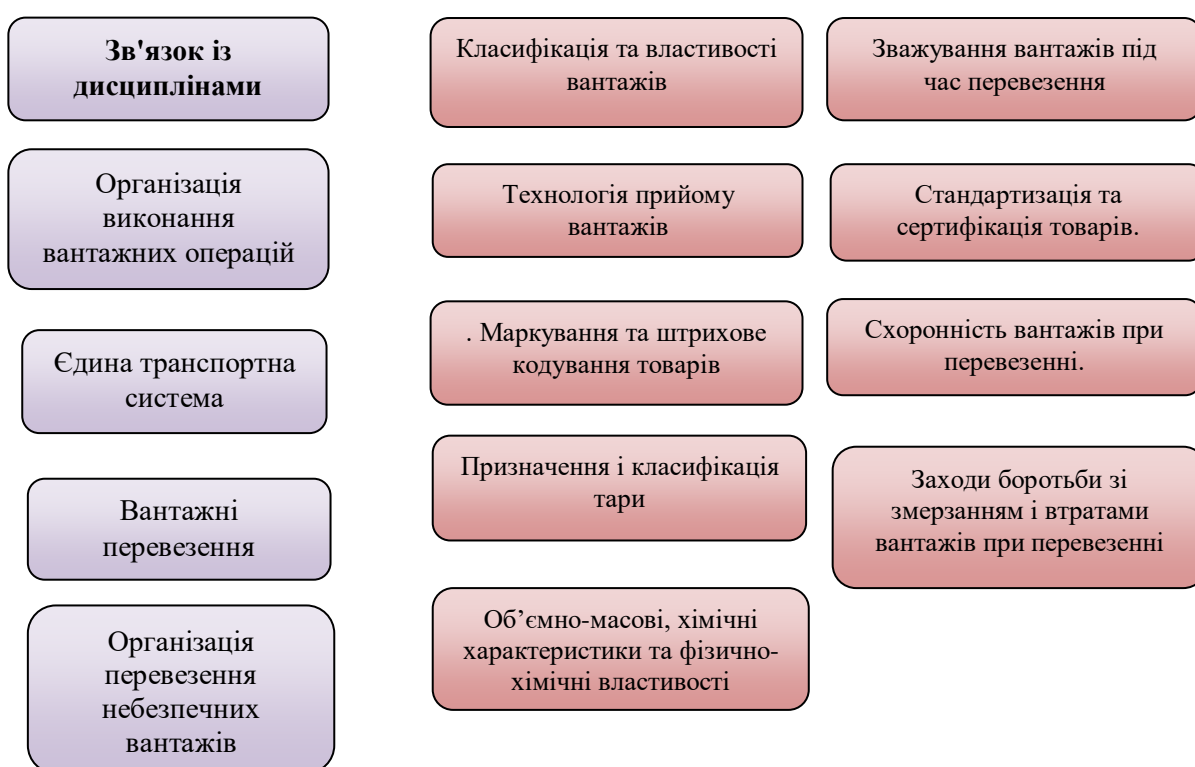 Зв'язок із
дисциплінами
Організація
виконання
вантажних операцій
Єдина транспортна
система
Вантажні
перевезення
Організація
перевезення
небезпечних
вантажів
Класифікація та властивості
вантажів
Технологія прийому
вантажів
. Маркування та штрихове
кодування товарів
Призначення і класифікація
тари
Об’ємно-масові, хімічні
характеристики та фізично-
хімічні властивості
Зважування вантажів під
час перевезення
Стандартизація та
сертифікація товарів.
Схоронність вантажів при
перевезенні.
Заходи боротьби зі
змерзанням і втратами
вантажів при перевезенні